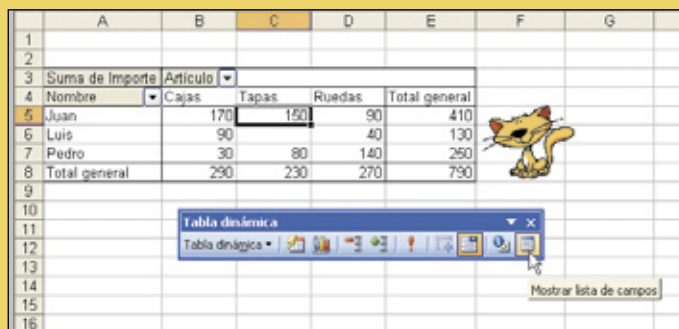 A B C D E F G
1
2
3 Suma de Importe Artículo
4 Nombre Cajas Tapas Ruedas Total general
5 Juan 170 150 90 410
6 Luis 90 40 130
7 Pedro 30 80 140 250
8 Total general 290 230 270 790
9
10
11 Tabla dinámica
12 Tabla dinámica
13
14 Mostrar lista de campos
15
16